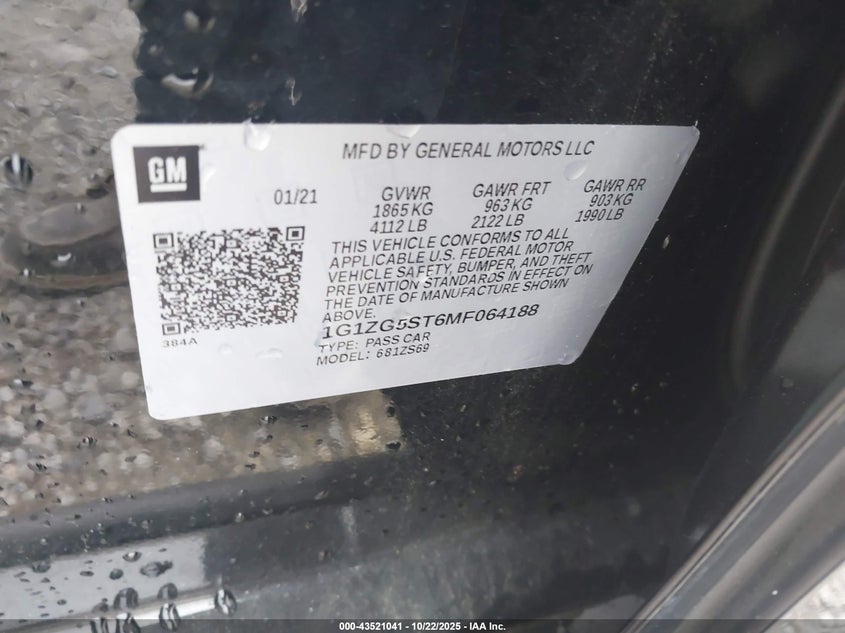 GM
MFD BY GENERAL MOTORS LLC
01/21
GVWR
1865 KG
4112 LB
GAWR FRT
963 KG
2122 LB
GAWR RR
903 KG
1990 LB
THIS VEHICLE CONFORMS TO ALL
APPLICABLE U.S. FEDERAL MOTOR
VEHICLE SAFETY, BUMPER, AND THEFT
PREVENTION STANDARDS IN EFFECT ON
THE DATE OF MANUFACTURE SHOWN
ABOVE.
1G1ZG5ST6MF064188
384A
TYPE: PASS CAR
MODEL: 681ZS69
000-43521041 - 10/22/2025 - IAA Inc.